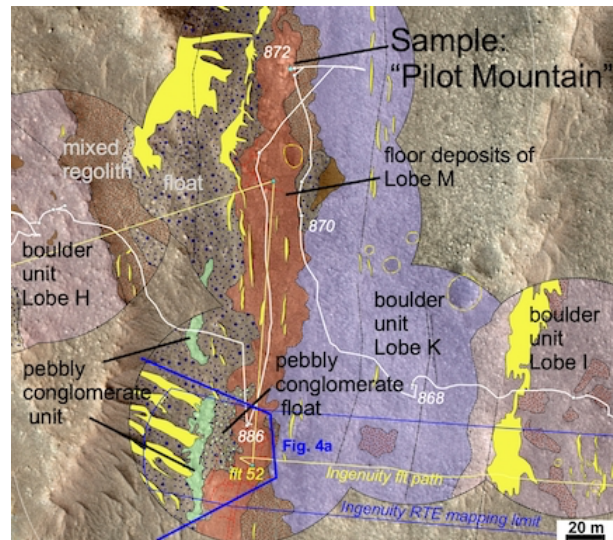 872
Sample:
"Pilot Mountain"
mixed &
regolith
float
floor deposits of
Lobe M
870
boulder
unit
Lobe H
boulder
unit
Lobe K
boulder
unit
Lobe I
pebbly
conglomerate
unit
pebbly
conglomerate
float
868
886
Fig. 4a
flt 52
Ingenuity flt path
Ingenuity RTE mapping limit
20 m